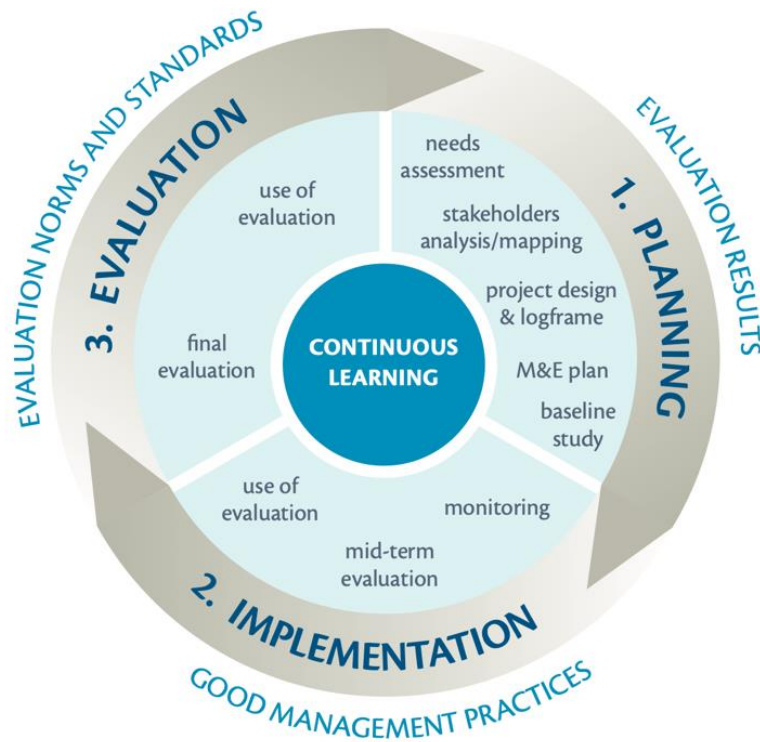 EVALUATION NORMS AND STANDARDS
EVALUATION RESULTS
GOOD MANAGEMENT PRACTICES
1. PLANNING
needs
assessment
stakeholders
analysis/mapping
project design
& logframe
M&E plan
baseline
study
2. IMPLEMENTATION
monitoring
mid-term
evaluation
use of
evaluation
3. EVALUATION
final
evaluation
use of
evaluation
CONTINUOUS
LEARNING